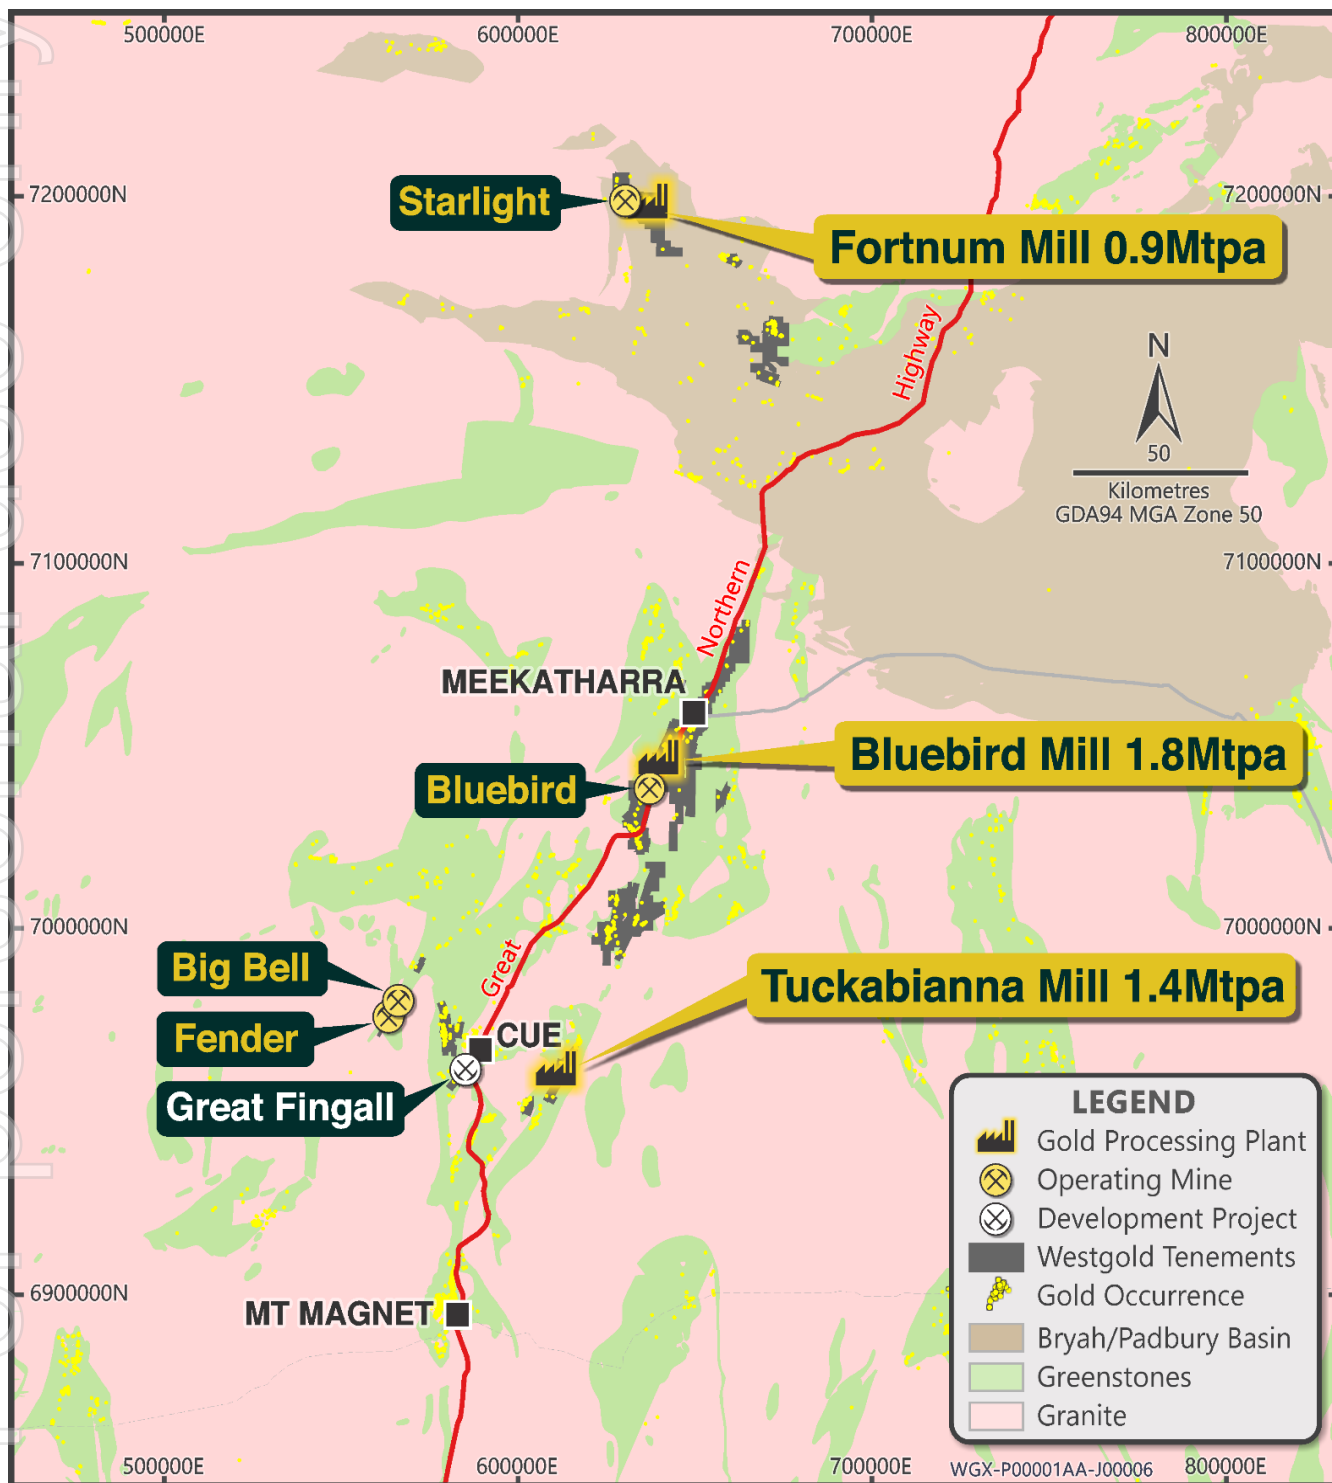 500000E
600000E
700000E
800000E
7200000N
7200000N
Starlight
Fortnum Mill 0.9Mtpa
Highway
N
50
Kilometres
GDA94 MGA Zone 50
7100000N
7100000N
Northern
MEEKATHARRA
Bluebird Mill 1.8Mtpa
Bluebird
7000000N
7000000N
Great
Big Bell
Tuckabianna Mill 1.4Mtpa
Fender
CUE
Great Fingall
LEGEND
Gold Processing Plant
Operating Mine
Development Project
Westgold Tenements
Gold Occurrence
Bryah/Padbury Basin
Greenstones
Granite
6900000N
MT MAGNET
500000E
600000E
700000E
WGX-P00001AA-J00006
800000E